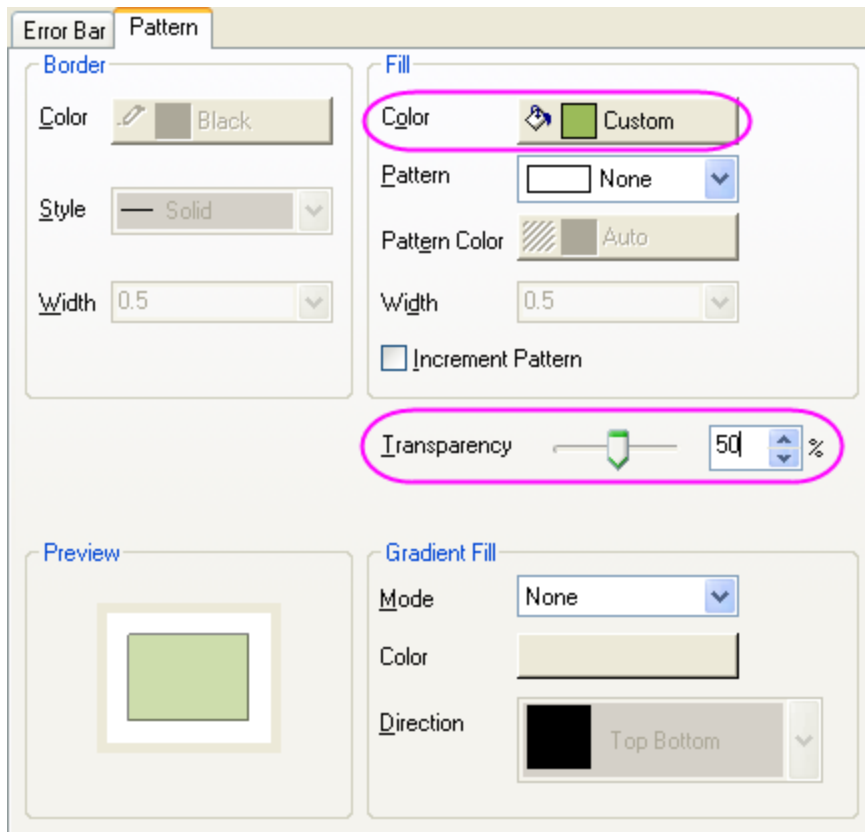 Error Bar
Pattern
Border
Color
Black
Style
Solid
Width
0.5
Fill
Color
Custom
Pattern
None
Pattern Color
Auto
Width
0.5
Increment Pattern
Transparency
50
%
Preview
Gradient Fill
Mode
None
Color
Direction
Top Bottom